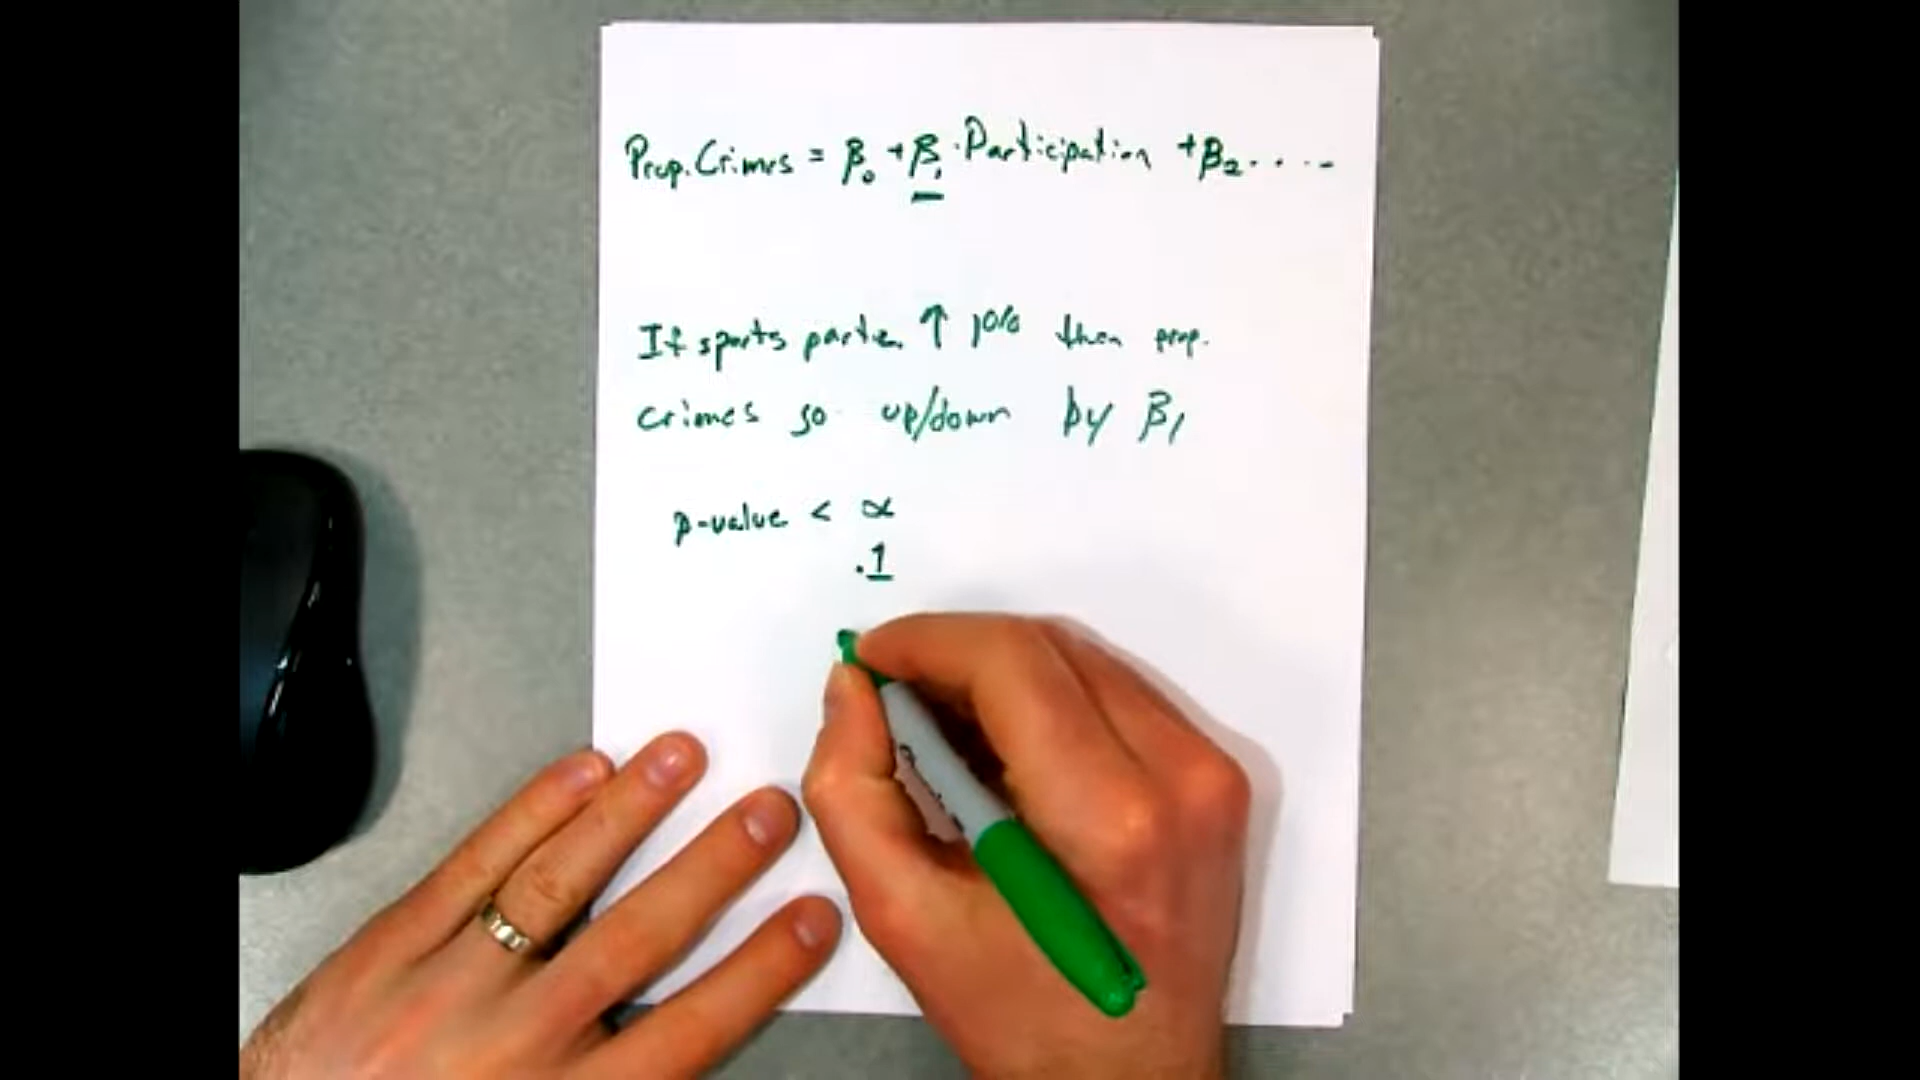 Prop. Crimes = β₀ + β₁ · Participation + β₂ · · · ·
If sports partic. ↑ 10% then prop.
crimes go up/down by β₁
p-value < α
.1